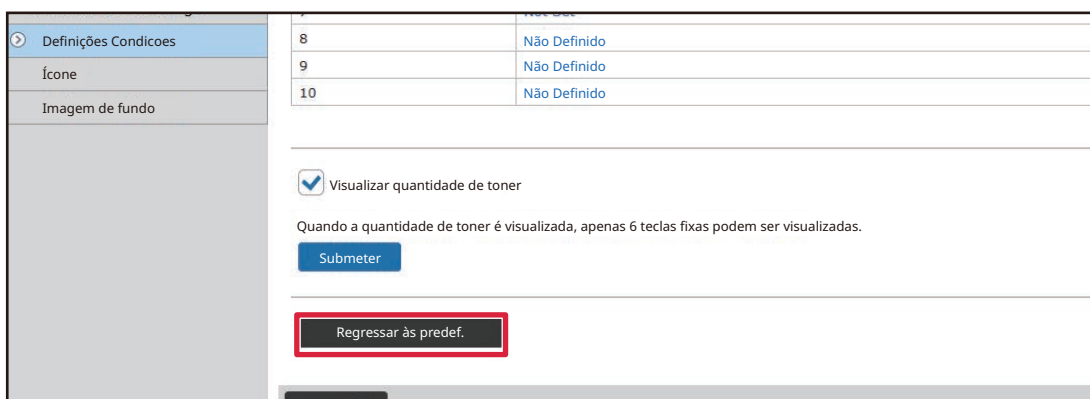 Definições Condicoes
Ícone
Imagem de fundo
8 Não Definido
9 Não Definido
10 Não Definido
Visualizar quantidade de toner
Quando a quantidade de toner é visualizada, apenas 6 teclas fixas podem ser visualizadas.
Submeter
Regressar às predef.